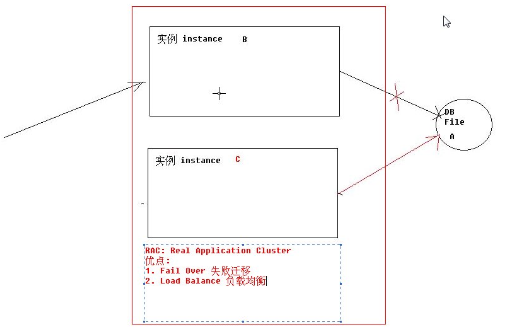 实例 instance B
DB
File
A
实例 instance C
RAC: Real Application Cluster
优点:
1. Fail Over 失败迁移
2. Load Balance 负载均衡